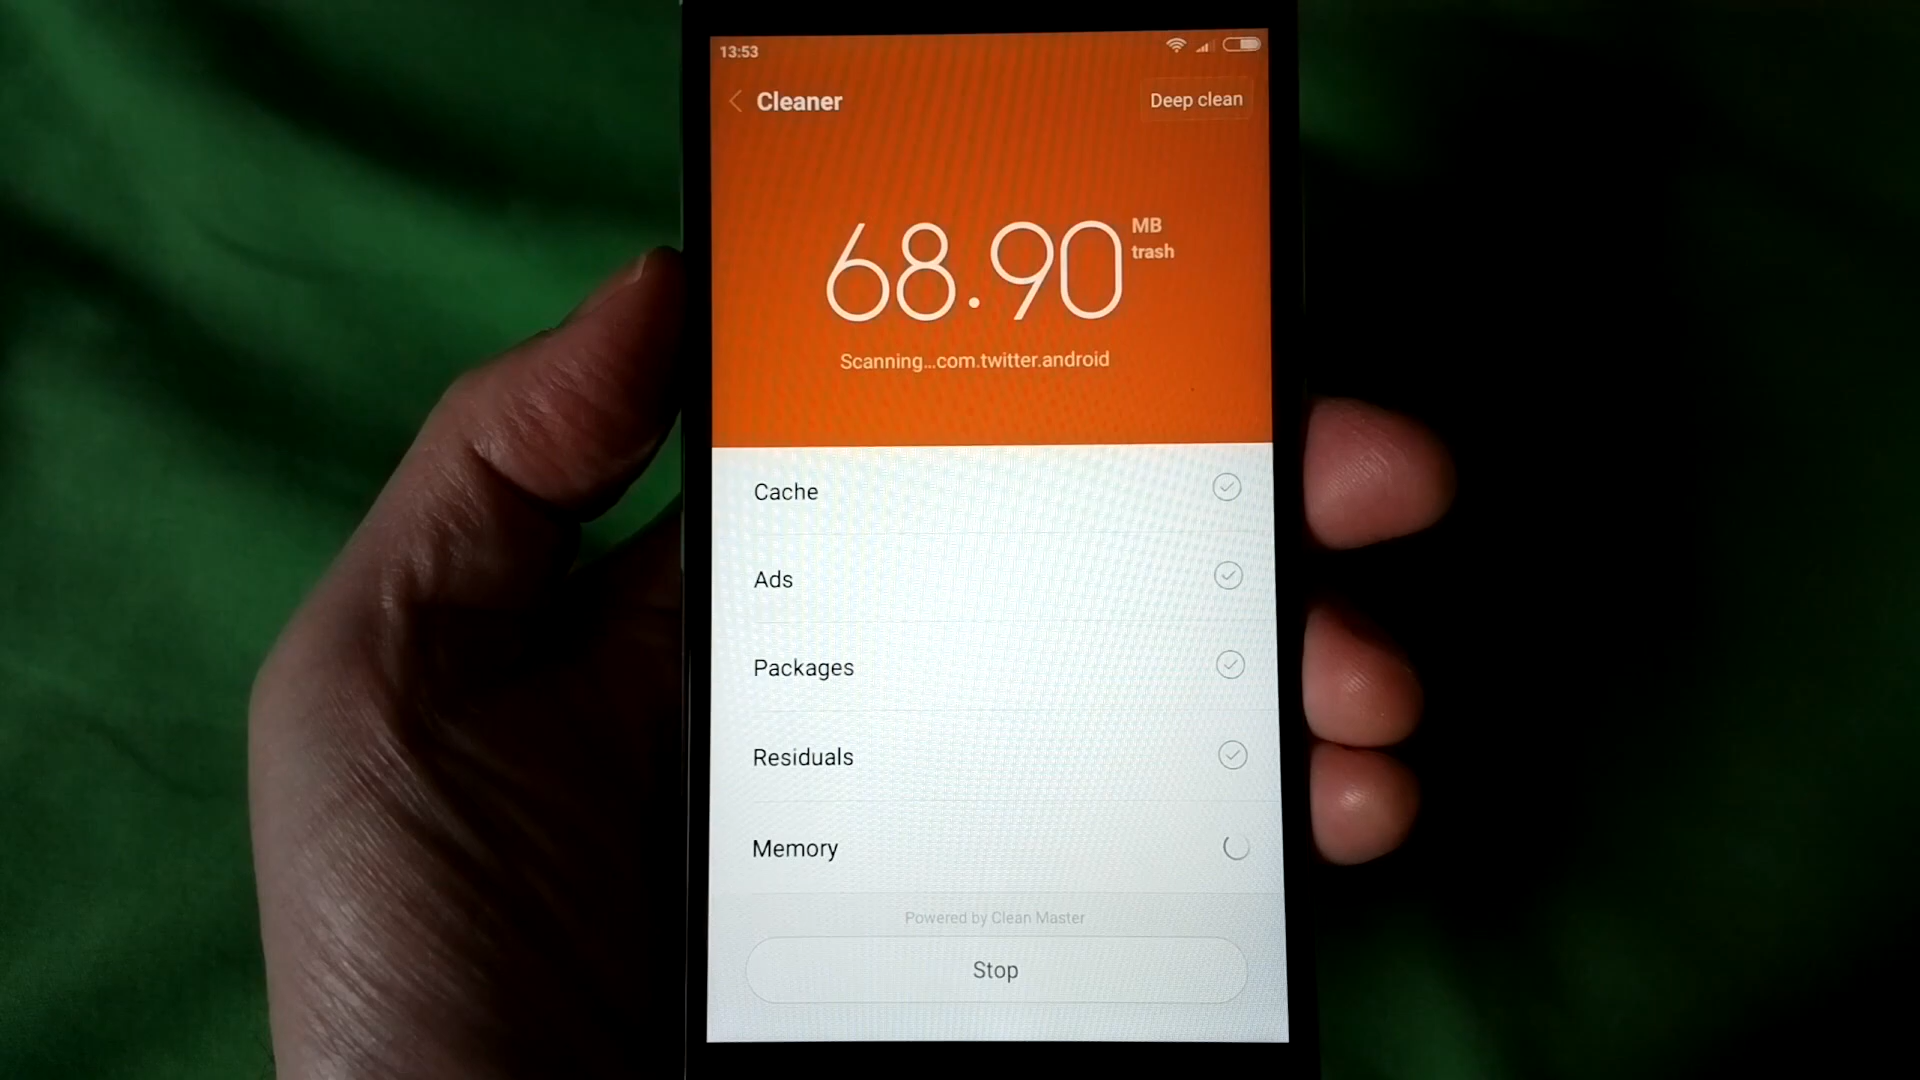 13:53
Cleaner
Deep clean
68.90
MB
trash
Scanning...com.twitter.android
Cache
Ads
Packages
Residuals
Memory
Powered by Clean Master
Stop